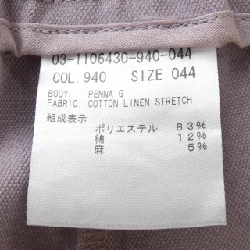 03-1106430-940-044
COL. 940 SIZE 044
BODY. PENNA G
FABRIC. COTTON LINEN STRETCH
組成表示
ポリエステル 83%
綿 12%
麻 5%